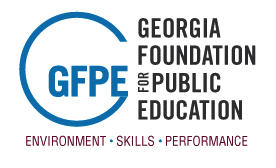 GFPE
GEORGIA
FOUNDATION
FOR PUBLIC
EDUCATION
ENVIRONMENT • SKILLS • PERFORMANCE